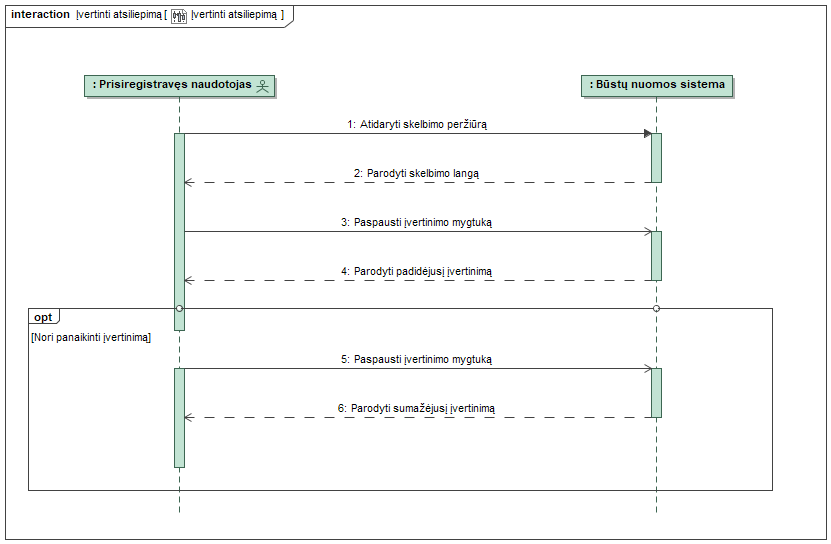 interaction Įvertinti atsiliepimą [ Įvertinti atsiliepimą ]
: Prisiregistravęs naudotojas
: Būstų nuomos sistema
1: Atidaryti skelbimo peržiūrą
2: Parodyti skelbimo langą
3: Paspausti įvertinimo mygtuką
4: Parodyti padidėjusį įvertinimą
opt
[Nori panaikinti įvertinimą]
5: Paspausti įvertinimo mygtuką
6: Parodyti sumažėjusį įvertinimą